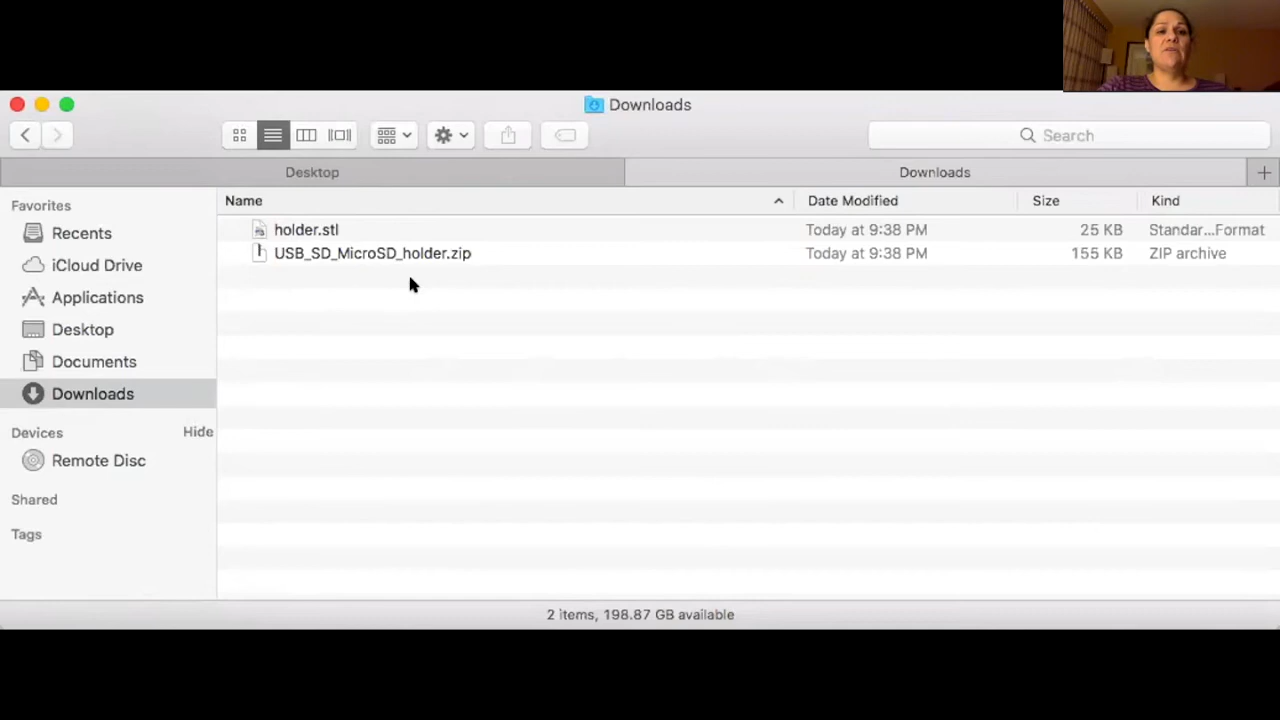 Downloads
Search
Desktop
Downloads
Favorites
Recents
iCloud Drive
Applications
Desktop
Documents
Downloads
Devices Hide
Remote Disc
Shared
Tags
Name Date Modified Size Kind
holder.stl Today at 9:38 PM 25 KB Standar...Format
USB_SD_MicroSD_holder.zip Today at 9:38 PM 155 KB ZIP archive
2 items, 198.87 GB available